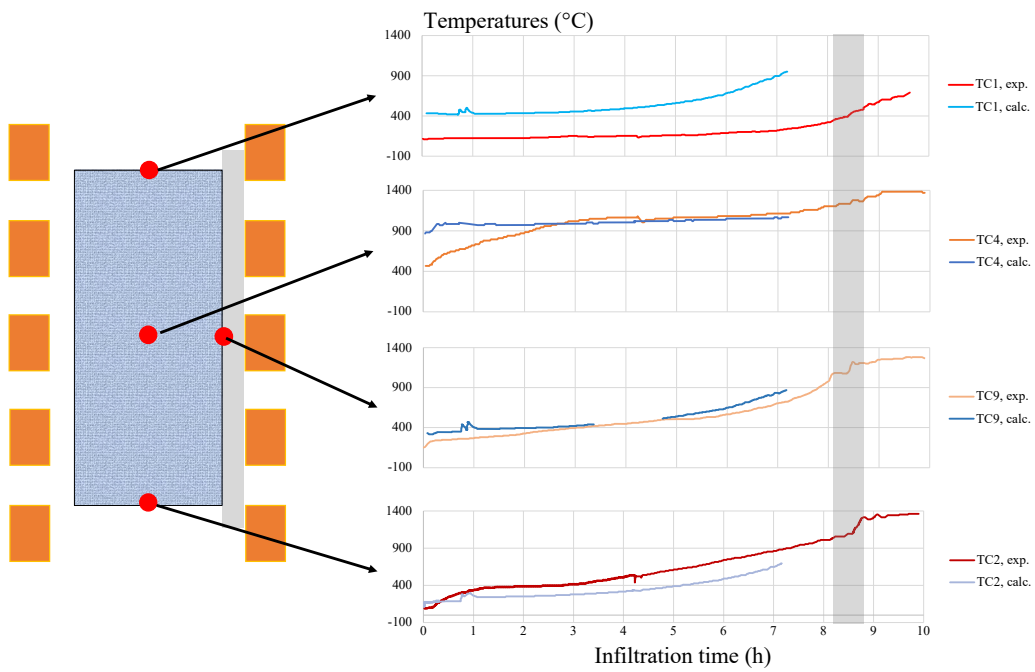 Temperatures (°C)
1400
900
400
-100
TC1, exp.
TC1, calc.
1400
900
400
-100
TC4, exp.
TC4, calc.
1400
900
400
-100
TC9, exp.
TC9, calc.
1400
900
400
-100
TC2, exp.
TC2, calc.
0 1 2 3 4 5 6 7 8 9 10
Infiltration time (h)